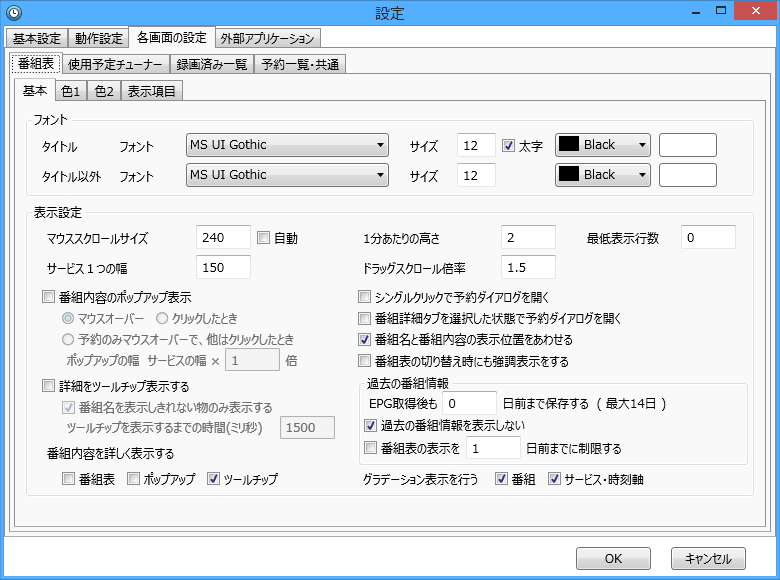 設定
基本設定 動作設定 各画面の設定 外部アプリケーション
番組表 使用予定チューナー 録画済み一覧 予約一覧・共通
基本 色1 色2 表示項目
フォント
タイトル フォント MS UI Gothic サイズ 12 太字 Black
タイトル以外 フォント MS UI Gothic サイズ 12 Black
表示設定
マウススクロールサイズ 240 自動 1分あたりの高さ 2 最低表示行数 0
サービス1つの幅 150 ドラッグスクロール倍率 1.5
番組内容のポップアップ表示
マウスオーバー クリックしたとき
予約のみマウスオーバーで、他はクリックしたとき
ポップアップの幅 サービスの幅 × 1 倍
詳細をツールチップ表示する
番組名を表示しきれない物のみ表示する
ツールチップを表示するまでの時間(ミリ秒) 1500
番組内容を詳しく表示する
番組表 ポップアップ ツールチップ
シングルクリックで予約ダイアログを開く
番組詳細タブを選択した状態で予約ダイアログを開く
番組名と番組内容の表示位置をあわせる
番組表の切り替え時にも強調表示をする
過去の番組情報
EPG取得後も 0 日前まで保存する ( 最大14日 )
過去の番組情報を表示しない
番組表の表示を 1 日前までに制限する
グラデーション表示を行う 番組 サービス・時刻軸
OK キャンセル